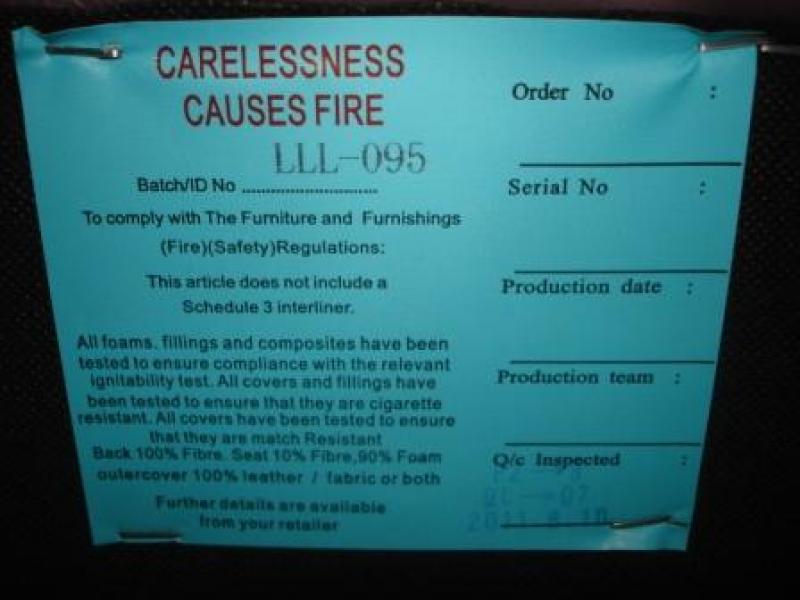 CARELESSNESS
CAUSES FIRE
LLL-095
Batch/ID No ..............................
To comply with The Furniture and Furnishings
(Fire)(Safety)Regulations:
This article does not include a
Schedule 3 interliner.
All foams. fillings and composites have been
tested to ensure compliance with the relevant
ignitability test. All covers and fillings have
been tested to ensure that they are cigarette
resistant. All covers have been tested to ensure
that they are match Resistant
Back 100% Fibre. Seat 10% Fibre,90% Foam
outercover 100% leather / fabric or both
Further details are available
from your retailer
Order No :
Serial No :
Production date :
Production team :
Q/c Inspected :
QC-07
2011